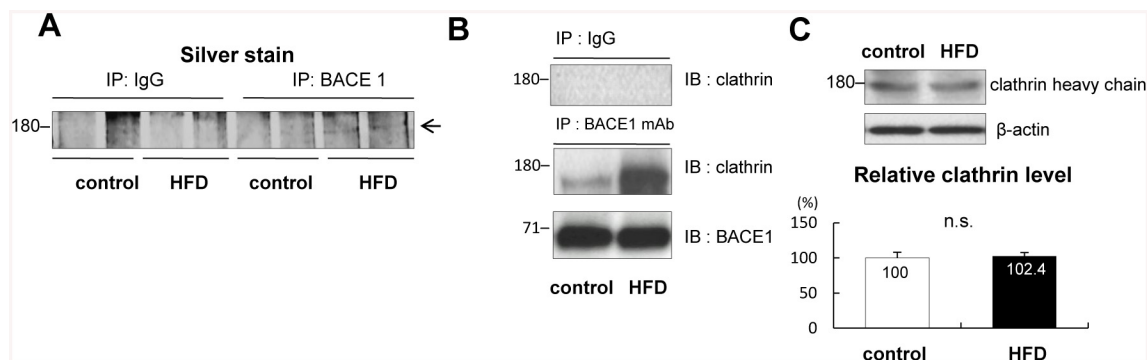 A
Silver stain
IP: IgG IP: BACE 1
180
control HFD control HFD
B
IP : IgG
180 IB : clathrin
IP : BACE1 mAb
180 IB : clathrin
71 IB : BACE1
control HFD
C
control HFD
180 clathrin heavy chain
β-actin
Relative clathrin level
(%)
150 n.s.
100 100 102.4
50
0
control HFD